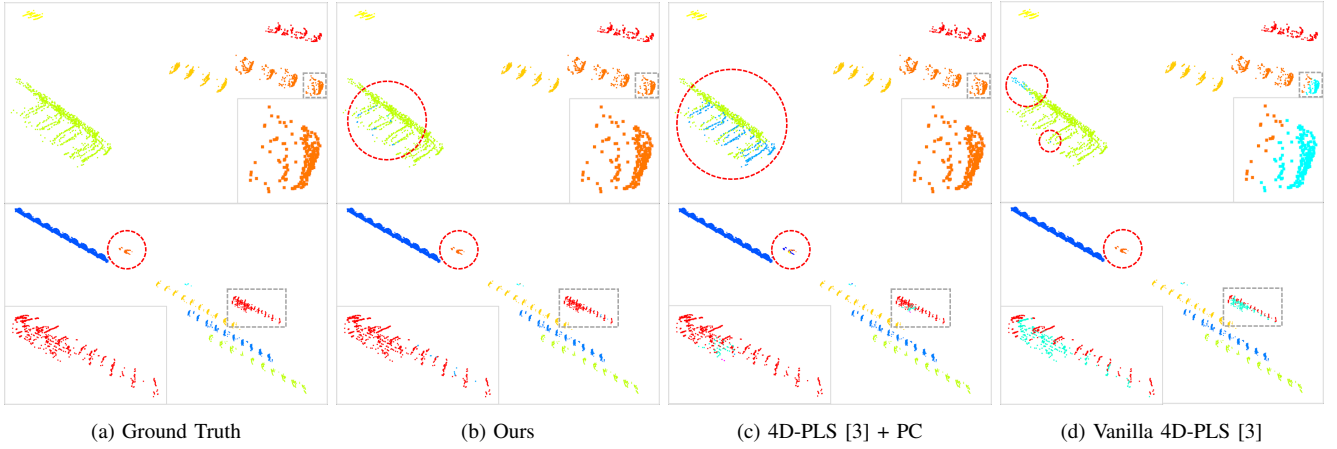 (a) Ground Truth
(b) Ours
(c) 4D-PLS [3] + PC
(d) Vanilla 4D-PLS [3]